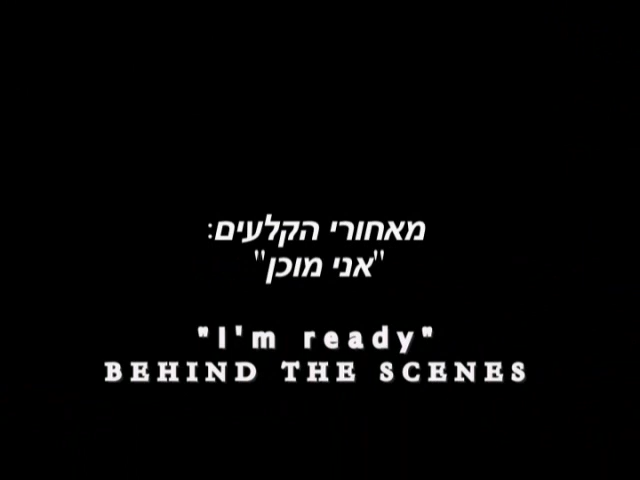 מאחורי הקלעים:
"אני מוכן"
"I'm ready"
BEHIND THE SCENES